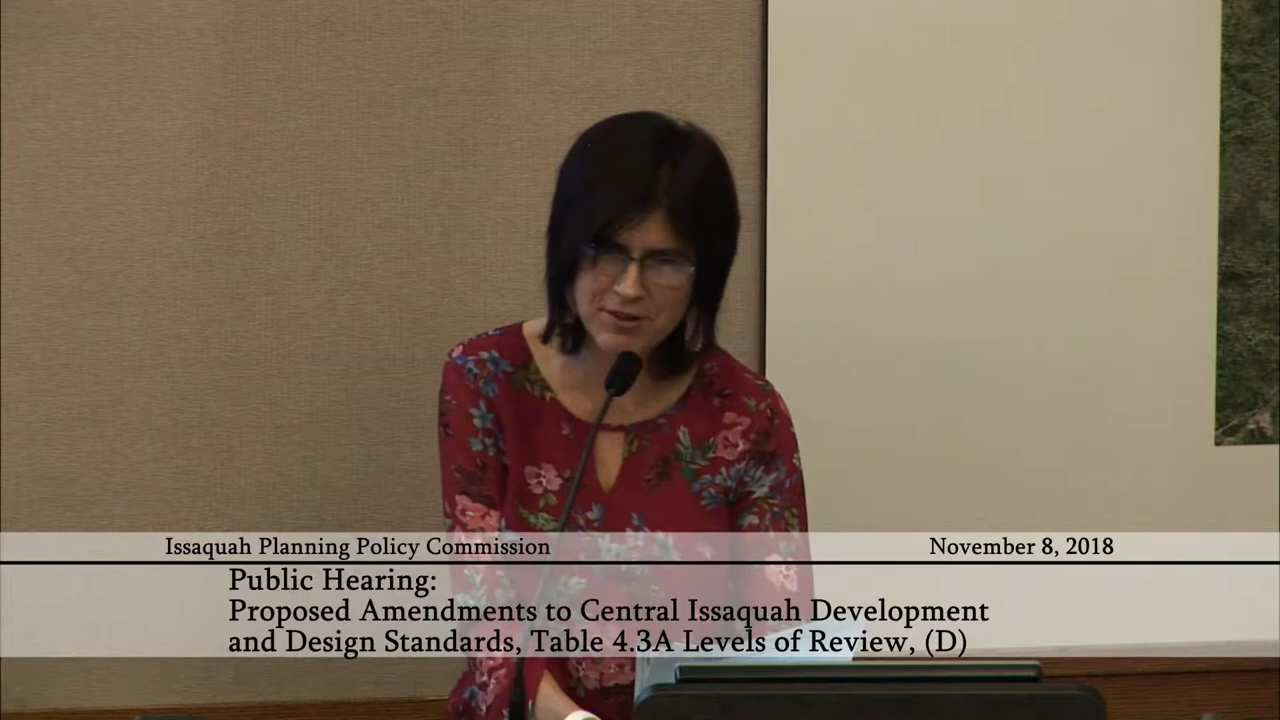 Issaquah Planning Policy Commission
November 8, 2018
Public Hearing:
Proposed Amendments to Central Issaquah Development
and Design Standards, Table 4.3A Levels of Review, (D)